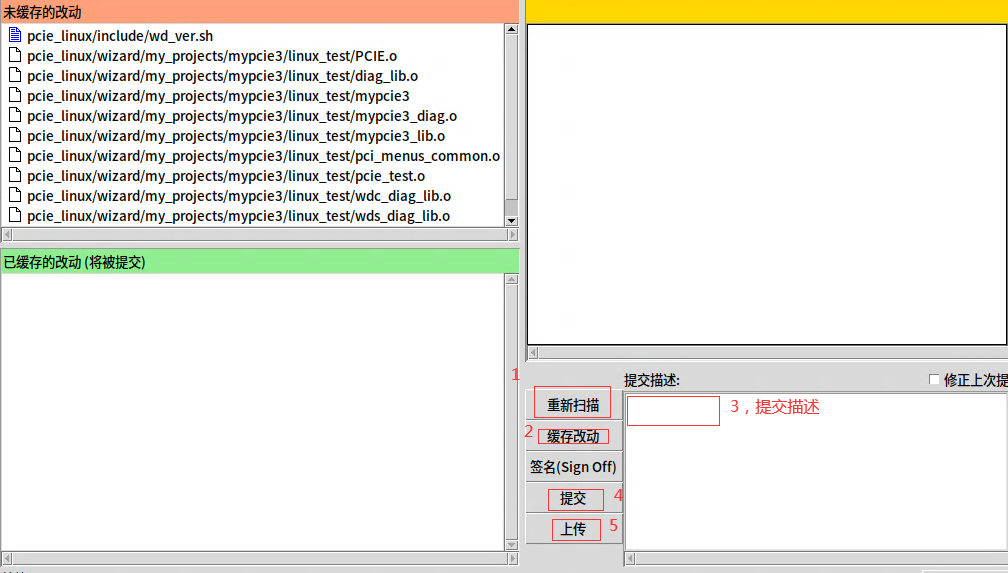 未缓存的改动
pcie_linux/include/wd_ver.sh
pcie_linux/wizard/my_projects/mypcie3/linux_test/PCIE.o
pcie_linux/wizard/my_projects/mypcie3/linux_test/diag_lib.o
pcie_linux/wizard/my_projects/mypcie3/linux_test/mypcie3
pcie_linux/wizard/my_projects/mypcie3/linux_test/mypcie3_diag.o
pcie_linux/wizard/my_projects/mypcie3/linux_test/mypcie3_lib.o
pcie_linux/wizard/my_projects/mypcie3/linux_test/pci_menus_common.o
pcie_linux/wizard/my_projects/mypcie3/linux_test/pcie_test.o
pcie_linux/wizard/my_projects/mypcie3/linux_test/wdc_diag_lib.o
pcie_linux/wizard/my_projects/mypcie3/linux_test/wds_diag_lib.o
已缓存的改动 (将被提交)
提交描述:
修正上次提
1
重新扫描
3，提交描述
2
缓存改动
签名(Sign Off)
提交
4
上传
5